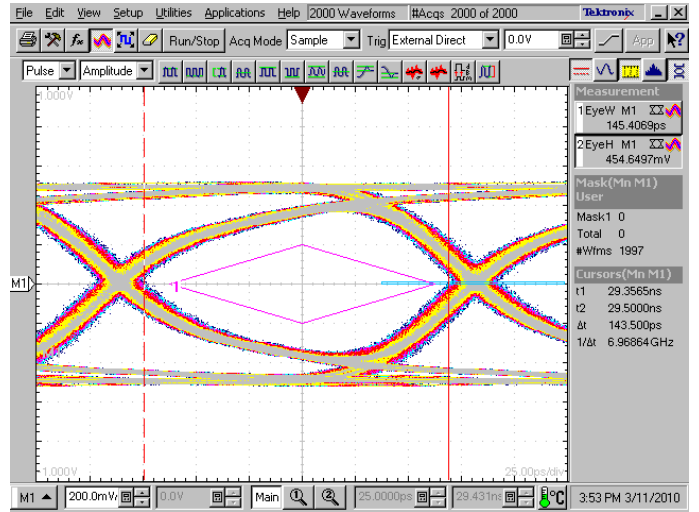 File Edit View Setup Utilities Applications Help 2000 Waveforms #Acqs 2000 of 2000 Tektronix
Run/Stop Acq Mode Sample Trig External Direct 0.0V App
Pulse Amplitude
1.000V
Measurement
1 EyeW M1
145.4069ps
2 EyeH M1
454.6497mV
Mask(Mn M1)
User
Mask1 0
Total 0
#Wfms 1997
Cursors(Mn M1)
t1 29.3565ns
t2 29.5000ns
Δt 143.500ps
1/Δt 6.96864GHz
M1
1
-1.000V
25.00ps/div
M1 200.0mV/ 0.0V Main 25.0000ps 29.431ns °C 3:53 PM 3/11/2010